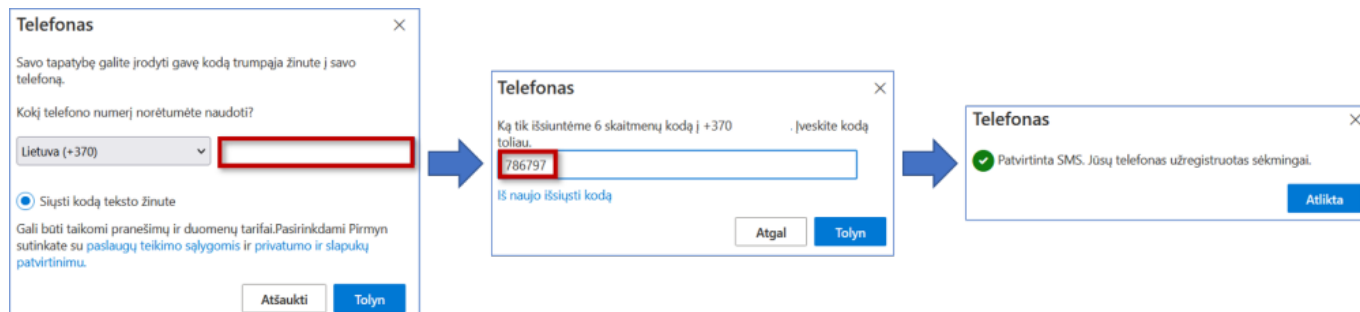 Telefonas
Savo tapatybę galite įrodyti gavę kodą trumpąja žinute į savo
telefoną.
Kokį telefono numerį norėtumėte naudoti?
Lietuva (+370)
Siųsti kodą teksto žinute
Gali būti taikomi pranešimų ir duomenų tarifai.Pasirinkdami Pirmyn
sutinkate su paslaugų teikimo sąlygomis ir privatumo ir slapukų
patvirtinimu.
Atšaukti
Tolyn
Telefonas
Ką tik išsiuntėme 6 skaitmenų kodą į +370 . Įveskite kodą
toliau.
786797
Iš naujo išsiųsti kodą
Atgal
Tolyn
Telefonas
Patvirtinta SMS. Jūsų telefonas užregistruotas sėkmingai.
Atlikta